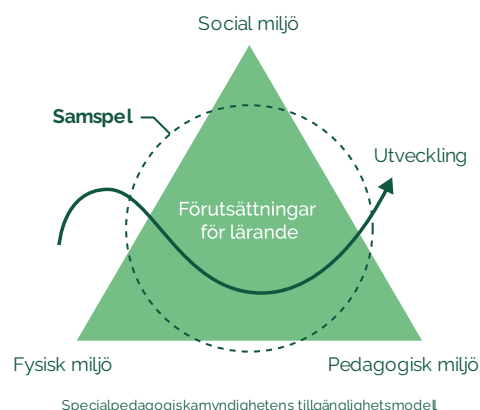 Social miljö
Samspel
Utveckling
Förutsättningar
för lärande
Fysisk miljö
Pedagogisk miljö
Specialpedagogiskamyndighetens tillgänglighetsmodell